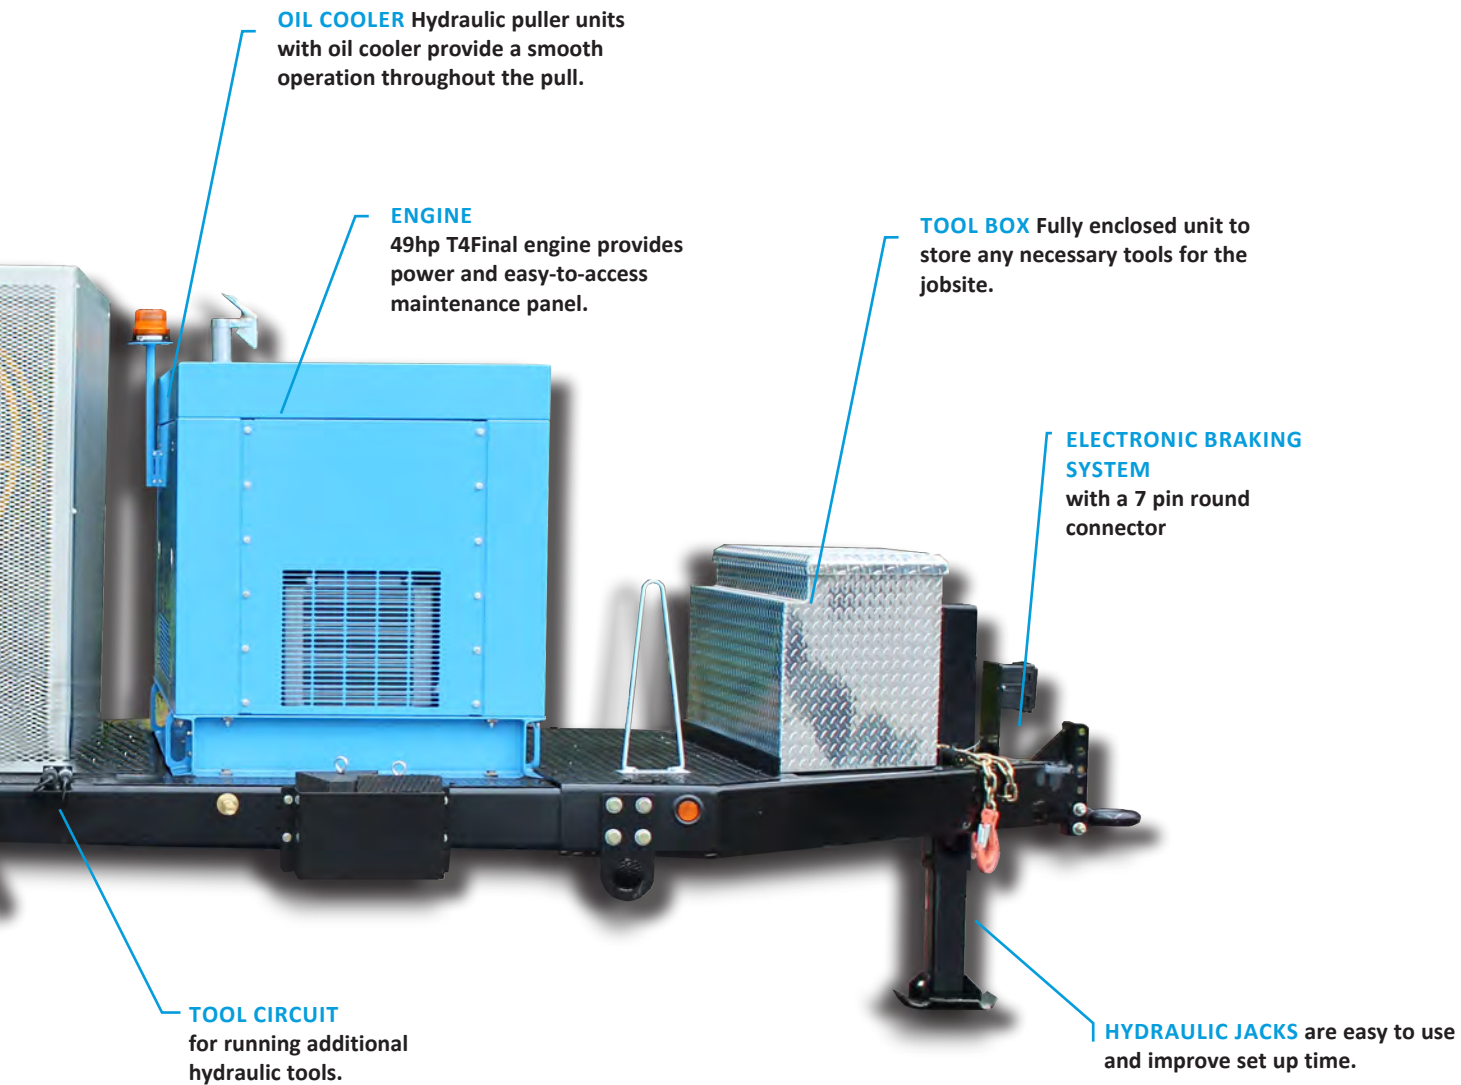 OIL COOLER Hydraulic puller units
with oil cooler provide a smooth
operation throughout the pull.
ENGINE
49hp T4Final engine provides
power and easy-to-access
maintenance panel.
TOOL BOX Fully enclosed unit to
store any necessary tools for the
jobsite.
ELECTRONIC BRAKING
SYSTEM
with a 7 pin round
connector
TOOL CIRCUIT
for running additional
hydraulic tools.
HYDRAULIC JACKS are easy to use
and improve set up time.